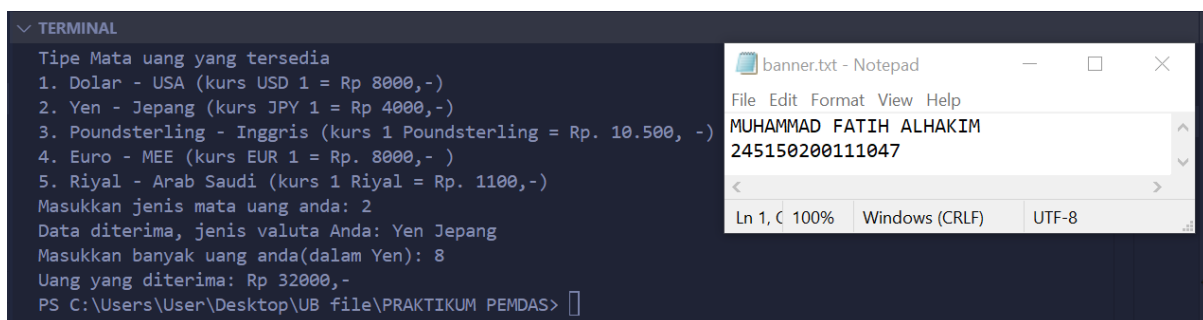 TERMINAL
Tipe Mata uang yang tersedia
1. Dolar - USA (kurs USD 1 = Rp 8000,-)
2. Yen - Jepang (kurs JPY 1 = Rp 4000,-)
3. Poundsterling - Inggris (kurs 1 Poundsterling = Rp. 10.500, -)
4. Euro - MEE (kurs EUR 1 = Rp. 8000,- )
5. Riyal - Arab Saudi (kurs 1 Riyal = Rp. 1100,-)
Masukkan jenis mata uang anda: 2
Data diterima, jenis valuta Anda: Yen Jepang
Masukkan banyak uang anda(dalam Yen): 8
Uang yang diterima: Rp 32000,-
PS C:\Users\User\Desktop\UB file\PRAKTIKUM PEMDAS>
banner.txt - Notepad
File Edit Format View Help
MUHAMMAD FATIH ALHAKIM
245150200111047
Ln 1, C 100% Windows (CRLF) UTF-8